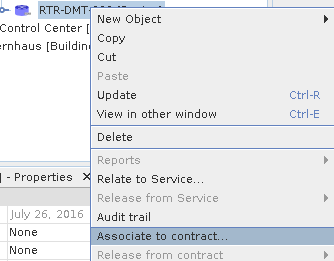 RTR-DMT-
New Object
Control Center [
Copy
ernhaus [Building
Cut
Paste
Update Ctrl-R
View in other window Ctrl-E
Delete
Reports
] - Properties
Relate to Service...
Release from Service
July 26, 2016
Audit trail
None
Associate to contract...
None
Release from contract